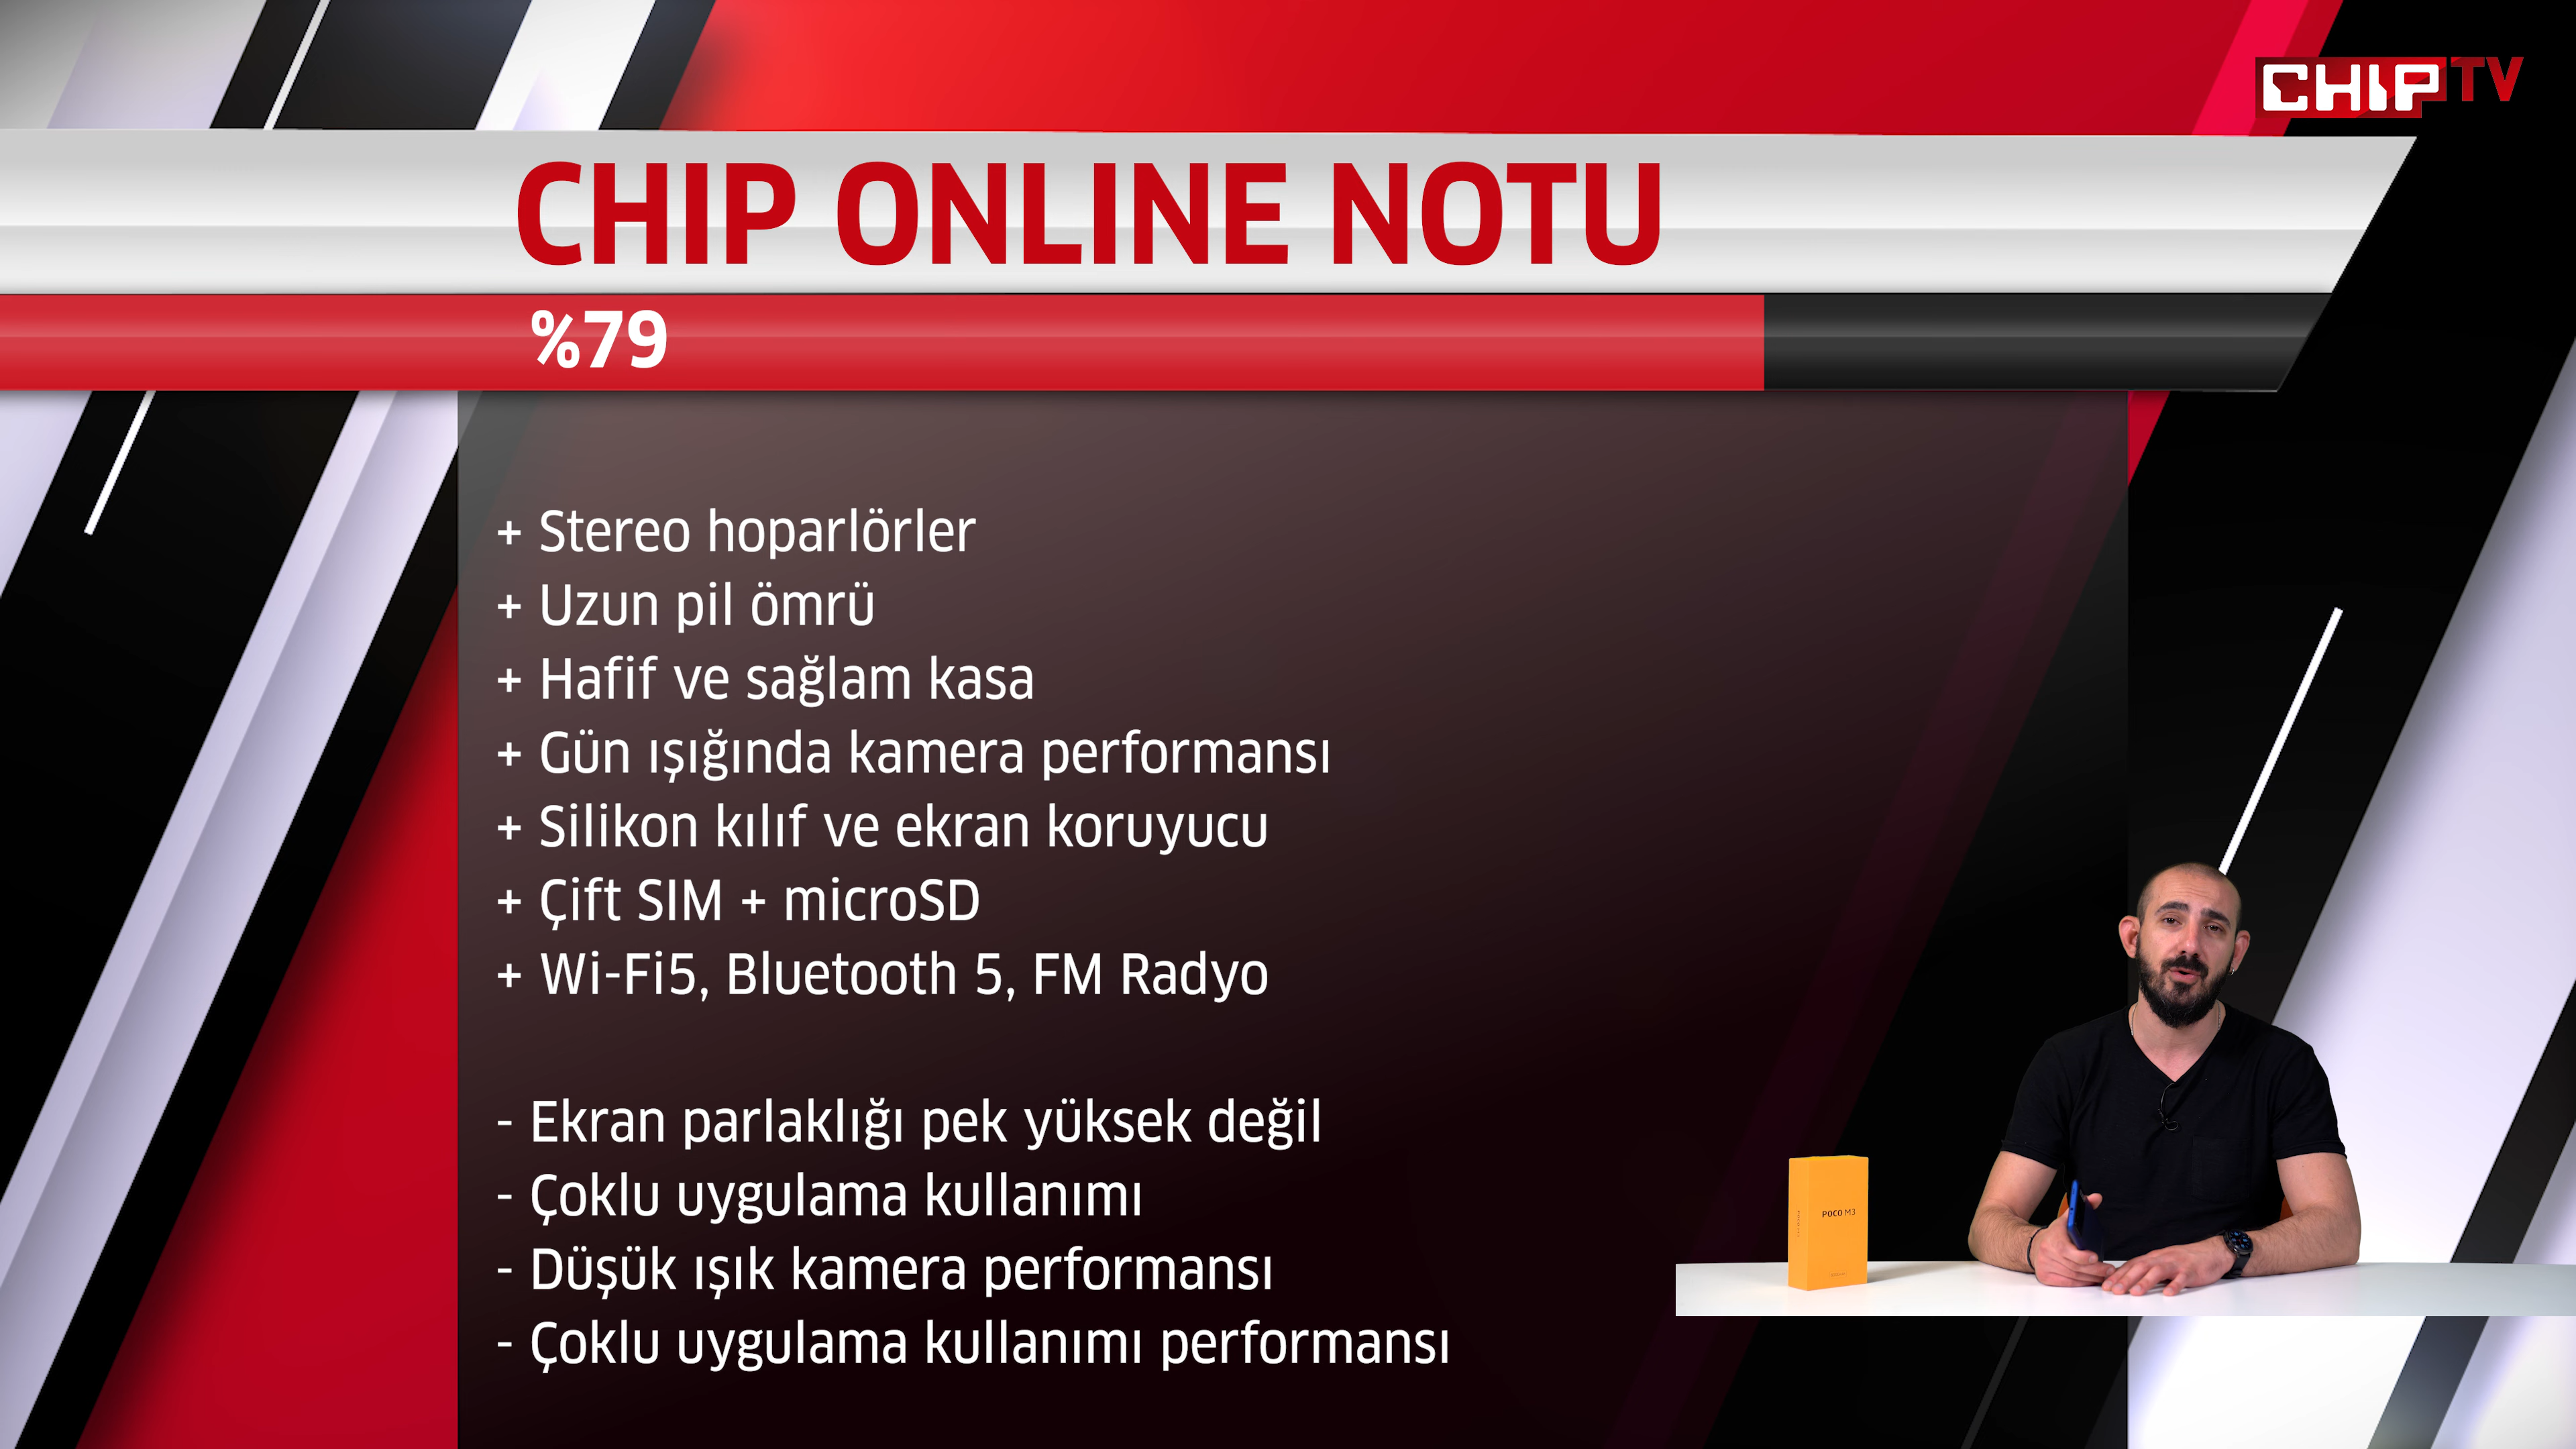 CHIP TV
CHIP ONLINE NOTU
%79
+ Stereo hoparlörler
+ Uzun pil ömrü
+ Hafif ve sağlam kasa
+ Gün ışığında kamera performansı
+ Silikon kılıf ve ekran koruyucu
+ Çift SIM + microSD
+ Wi-Fi5, Bluetooth 5, FM Radyo
- Ekran parlaklığı pek yüksek değil
- Çoklu uygulama kullanımı
- Düşük ışık kamera performansı
- Çoklu uygulama kullanımı performansı
POCO M3